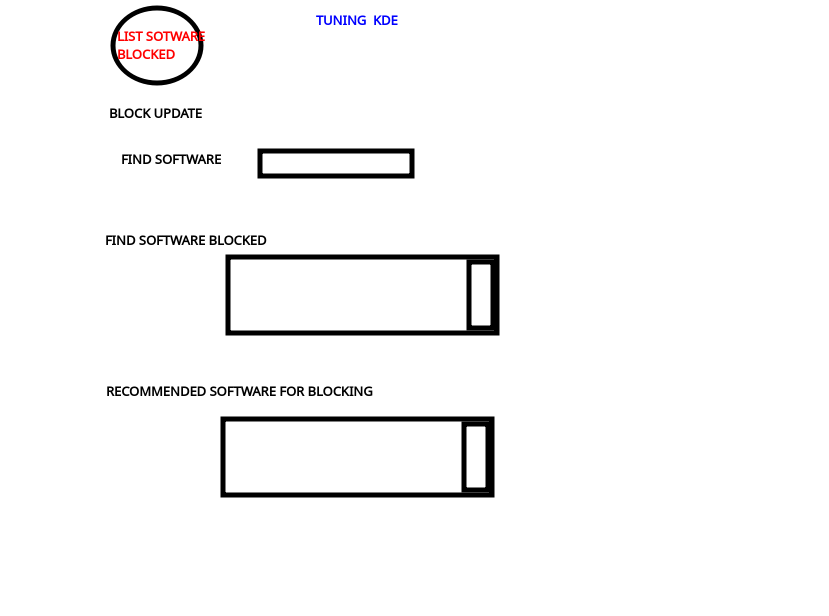 TUNING  KDE
LIST SOTWARE
BLOCKED
BLOCK UPDATE
FIND SOFTWARE
FIND SOFTWARE BLOCKED
RECOMMENDED SOFTWARE FOR BLOCKING